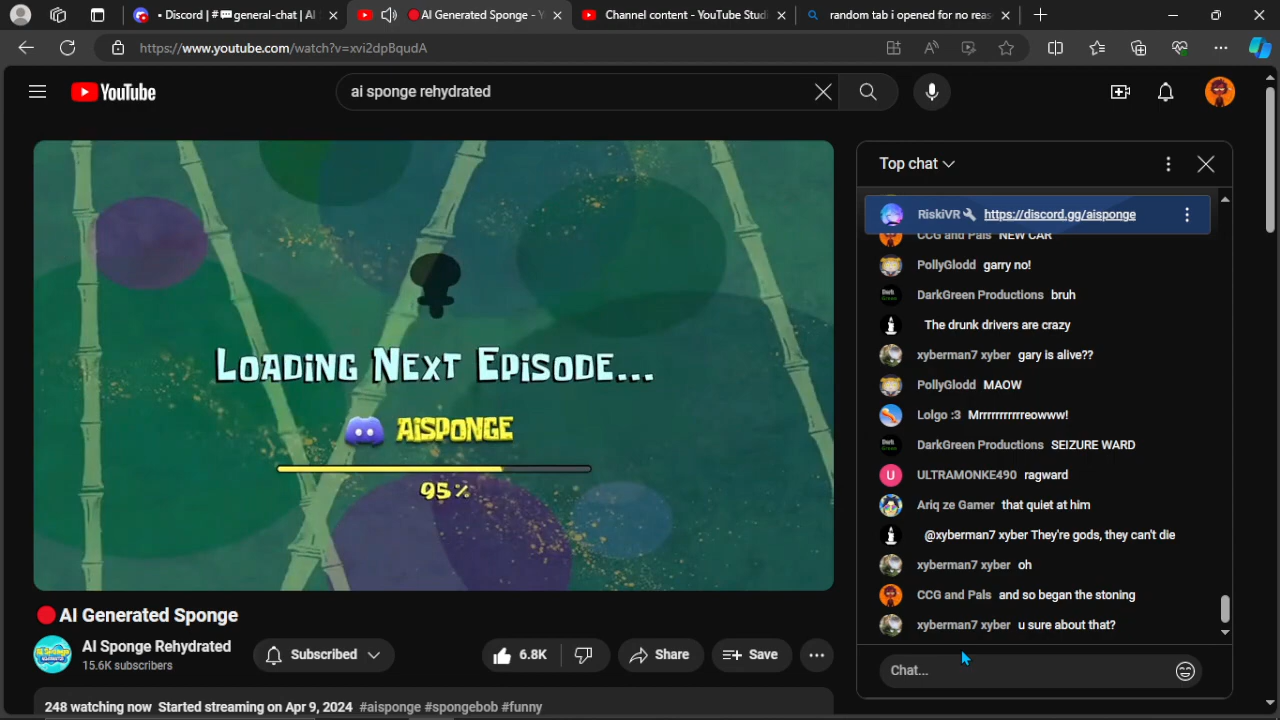 • Discord | #💬general-chat | AI
🔴AI Generated Sponge - Y
Channel content - YouTube Studi
random tab i opened for no reas
https://www.youtube.com/watch?v=xvi2dpBqudA
YouTube
ai sponge rehydrated
Top chat
RiskiVR https://discord.gg/aisponge
CCG and Pals NEW CAR
PollyGlodd garry no!
DarkGreen Productions bruh
The drunk drivers are crazy
xyberman7 xyber gary is alive??
PollyGlodd MAOW
Lolgo :3 Mrrrrrrrrrreowww!
DarkGreen Productions SEIZURE WARD
U ULTRAMONKE490 ragward
Ariq ze Gamer that quiet at him
@xyberman7 xyber They're gods, they can't die
xyberman7 xyber oh
CCG and Pals and so began the stoning
xyberman7 xyber u sure about that?
Chat...
Loading Next Episode...
AISPONGE
95%
🔴AI Generated Sponge
AI Sponge Rehydrated
15.6K subscribers
Subscribed
6.8K
Share
Save
248 watching now Started streaming on Apr 9, 2024 #aisponge #spongebob #funny